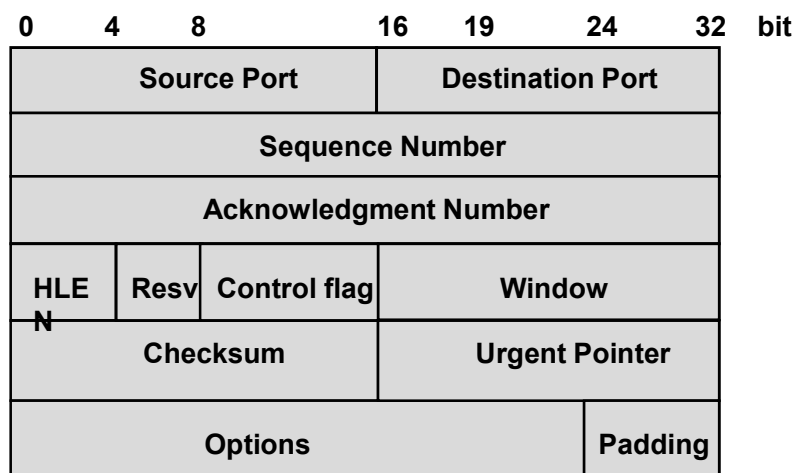 0 4 8 16 19 24 32 bit
Source Port Destination Port
Sequence Number
Acknowledgment Number
HLE Resv Control flag Window
N
Checksum Urgent Pointer
Options Padding